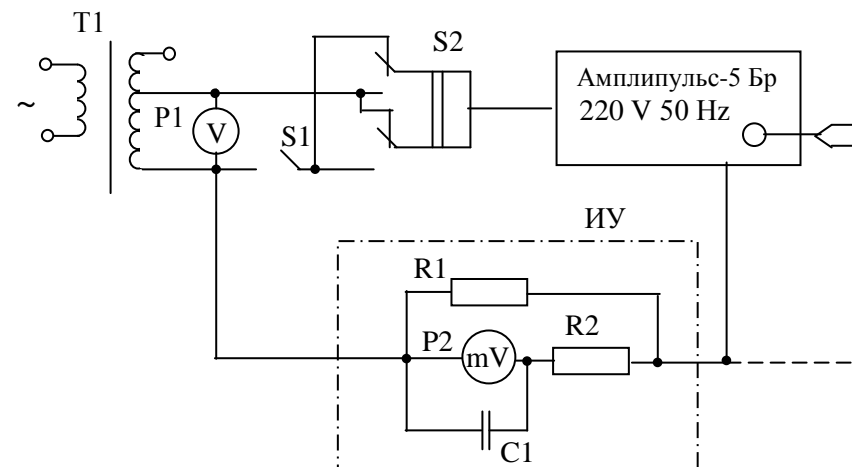 T1
S2
Амплипульс-5 Бр
220 V 50 Hz
~
P1
V
S1
ИУ
R1
R2
P2
mV
C1